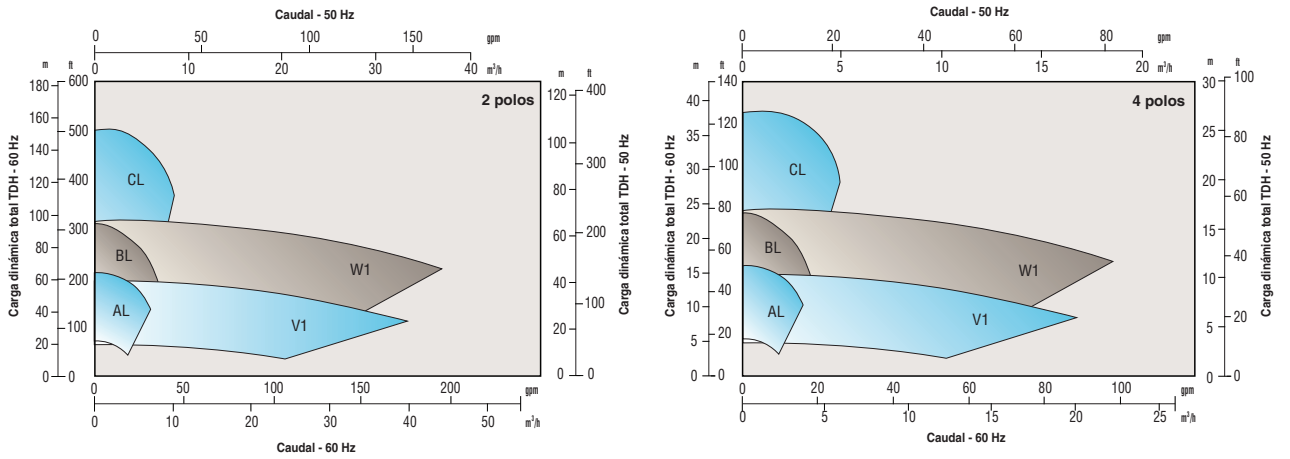 Caudal - 50 Hz
0 50 100 150 gpm
0 10 20 30 40 m³/h
m ft
180 600
160 500
140
120 400
100 300
80
60 200
40 100
20
0 0
Carga dinámica total TDH - 60 Hz
2 polos
CL
BL
W1
AL
V1
m ft
120 400
100 300
80
60 200
40
20 100
0 0
Carga dinámica total TDH - 50 Hz
0 50 100 150 200 gpm
0 10 20 30 40 50 m³/h
Caudal - 60 Hz
Caudal - 50 Hz
0 20 40 60 80 gpm
0 5 10 15 20 m³/h
m ft
140
40 120
35
30 100
25 80
20 60
15
10 40
5 20
0 0
Carga dinámica total TDH - 60 Hz
4 polos
CL
BL
W1
AL
V1
m ft
30 100
25 80
20 60
15
10 40
5 20
0 0
Carga dinámica total TDH - 50 Hz
0 20 40 60 80 100 gpm
0 5 10 15 20 25 m³/h
Caudal - 60 Hz